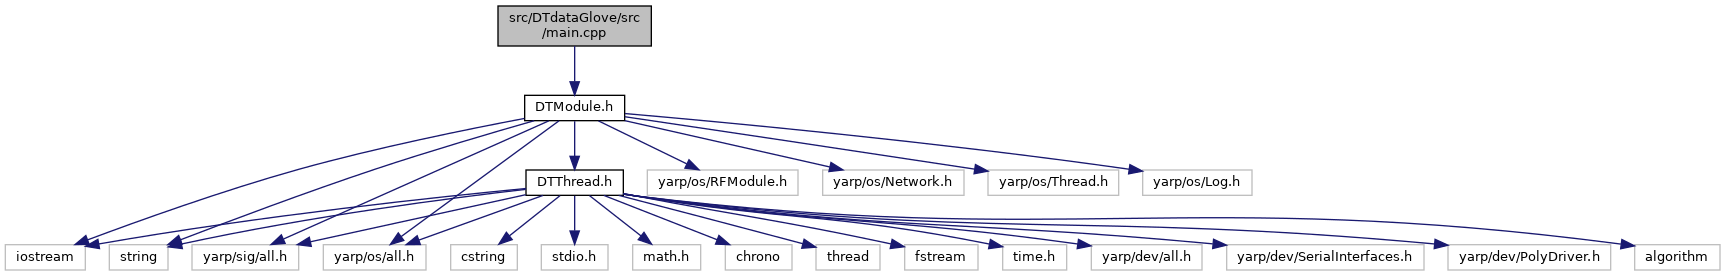 src/DTdataGlove/src
/main.cpp
DTModule.h
DTThread.h
yarp/os/RFModule.h
yarp/os/Network.h
yarp/os/Thread.h
yarp/os/Log.h
iostream
string
yarp/sig/all.h
yarp/os/all.h
cstring
stdio.h
math.h
chrono
thread
fstream
time.h
yarp/dev/all.h
yarp/dev/SerialInterfaces.h
yarp/dev/PolyDriver.h
algorithm